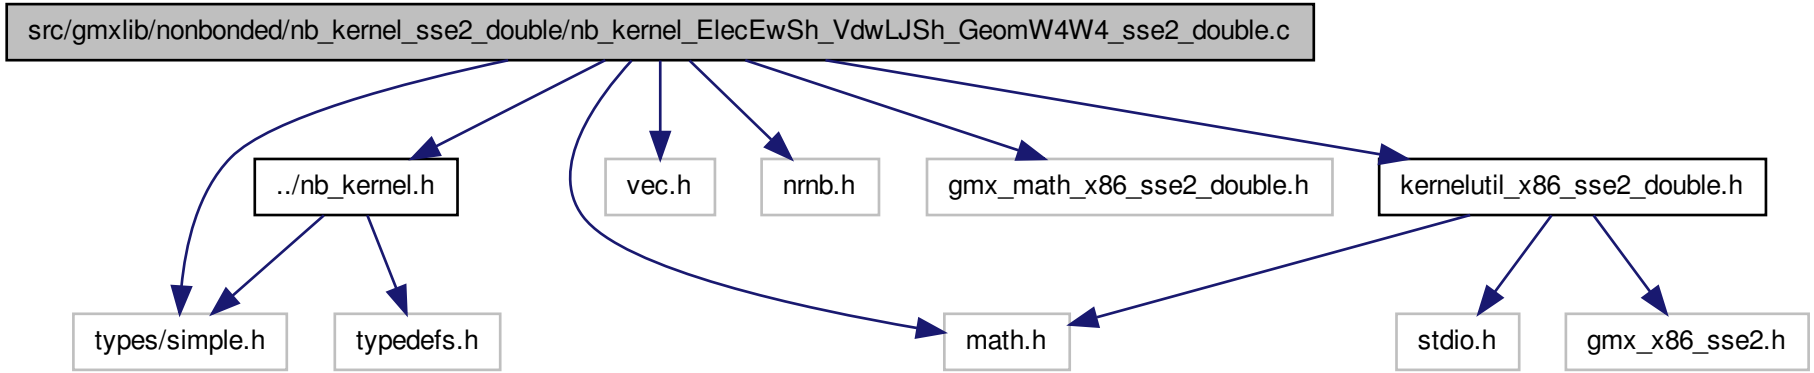 src/gmxlib/nonbonded/nb_kernel_sse2_double/nb_kernel_ElecEwSh_VdwLJSh_GeomW4W4_sse2_double.c
../nb_kernel.h
vec.h
nrnb.h
gmx_math_x86_sse2_double.h
kernelutil_x86_sse2_double.h
types/simple.h
typedefs.h
math.h
stdio.h
gmx_x86_sse2.h